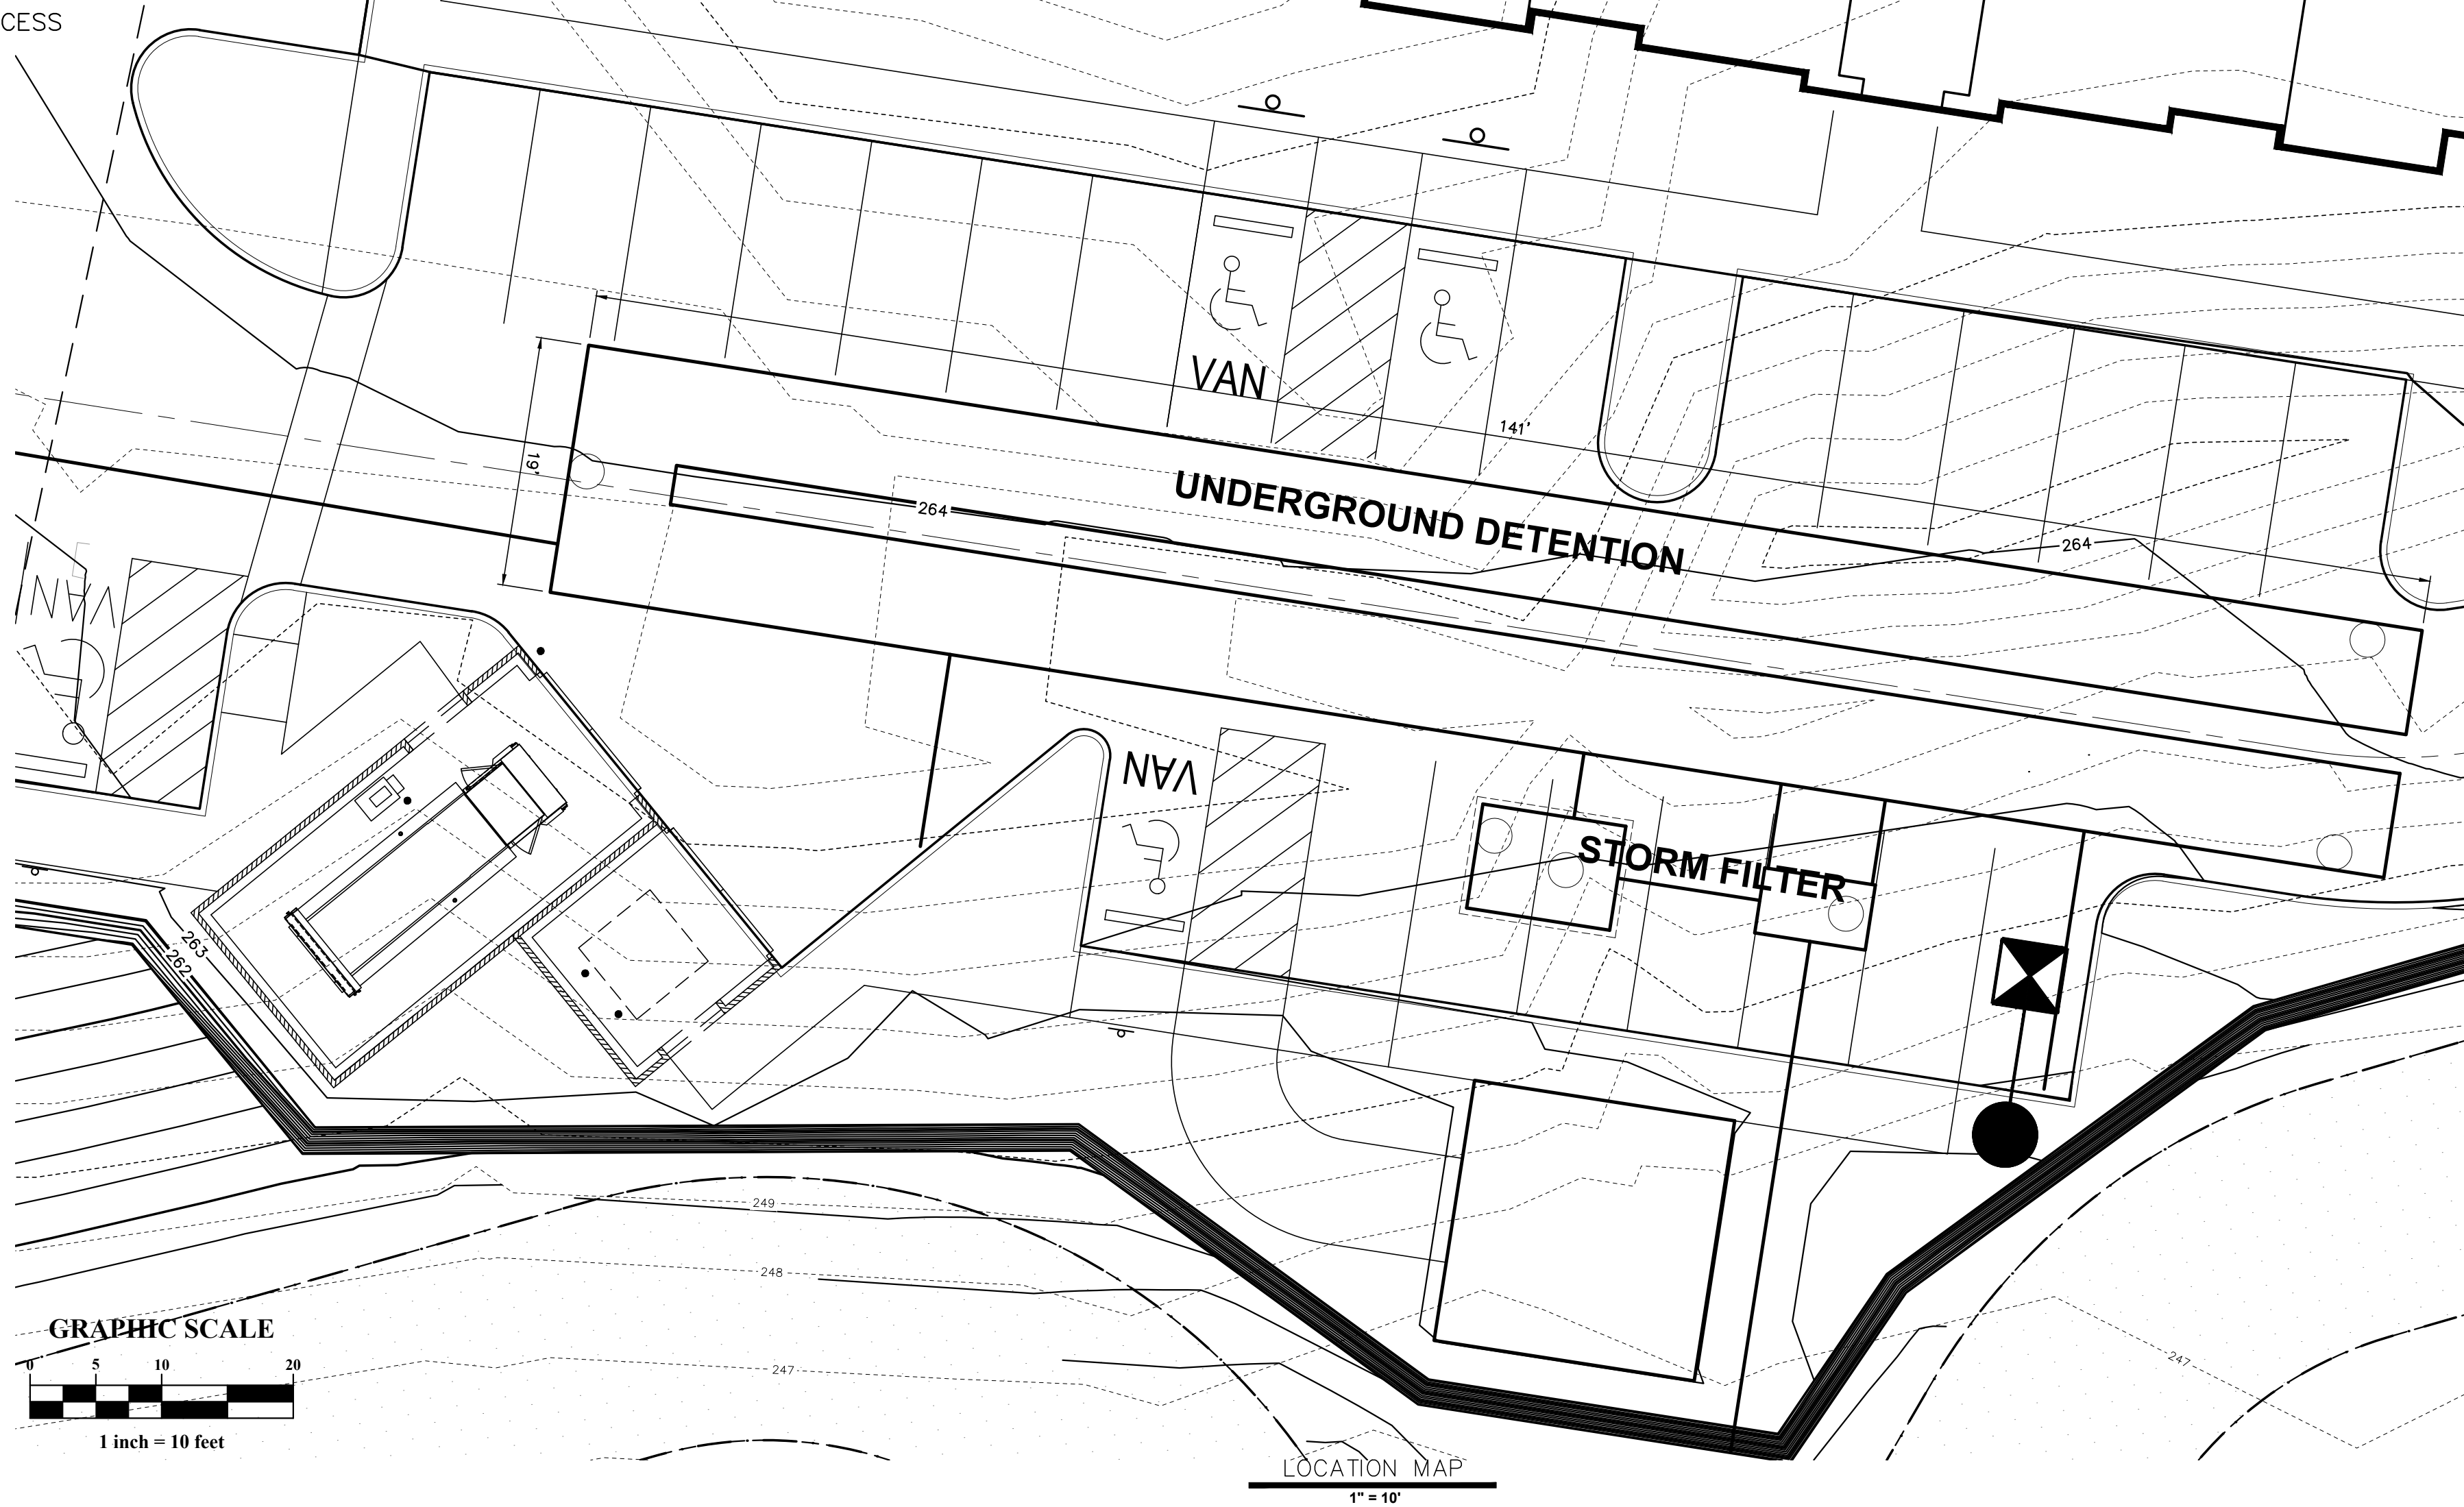 CESS
VAN
141'
19'
UNDERGROUND DETENTION
264
264
VAN
VAN
STORM FILTER
263
262
249
248
247
247
GRAPHIC SCALE
0 5 10 20
1 inch = 10 feet
LOCATION MAP
1" = 10'